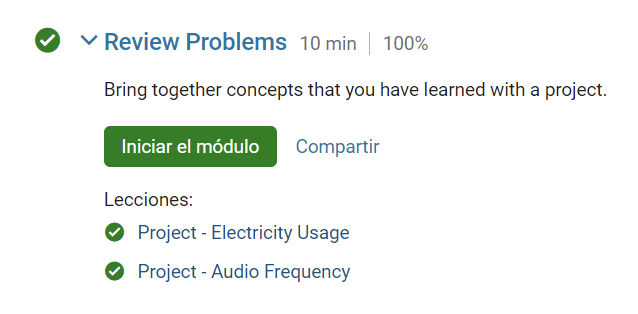 Review Problems 10 min 100%
Bring together concepts that you have learned with a project.
Iniciar el módulo Compartir
Lecciones:
Project - Electricity Usage
Project - Audio Frequency